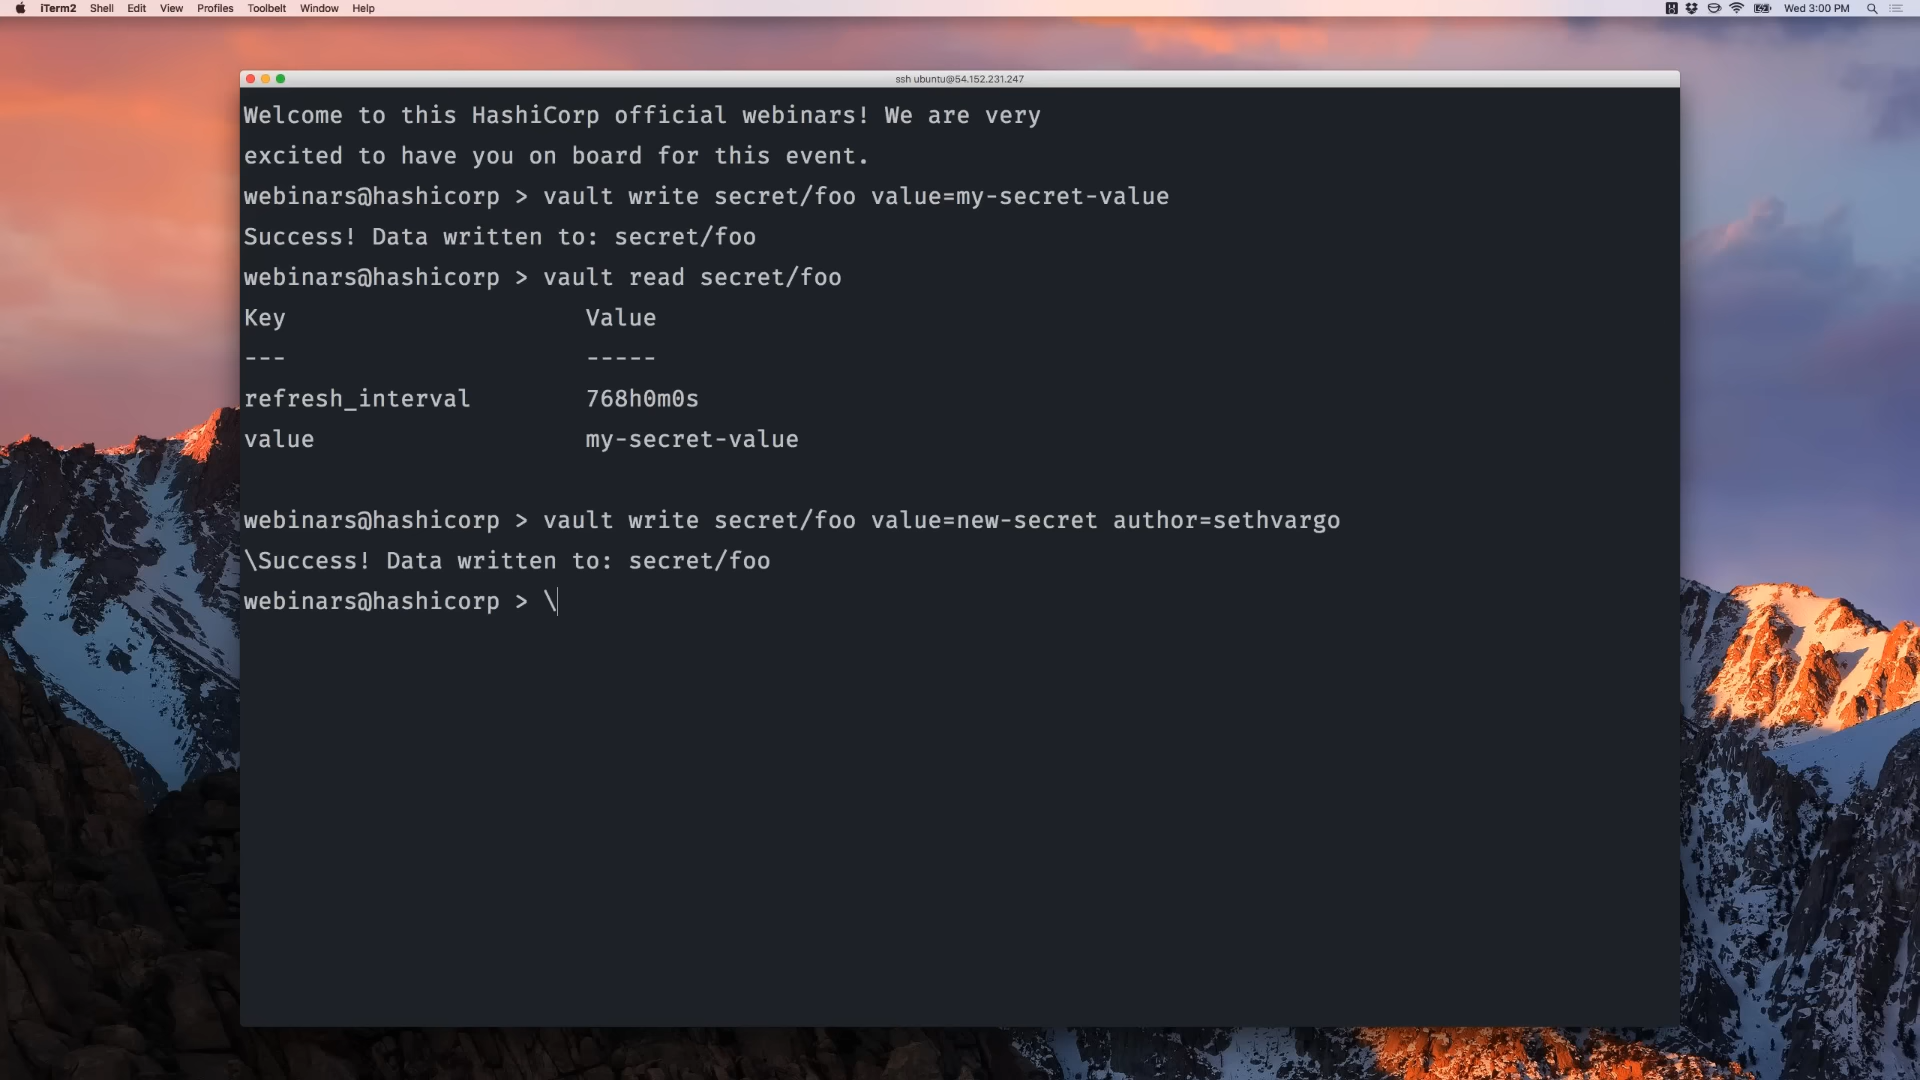 iTerm2 Shell Edit View Profiles Toolbelt Window Help Wed 3:00 PM
ssh ubuntu@54.152.231.247
Welcome to this HashiCorp official webinars! We are very
excited to have you on board for this event.
webinars@hashicorp > vault write secret/foo value=my-secret-value
Success! Data written to: secret/foo
webinars@hashicorp > vault read secret/foo
Key Value
--- -----
refresh_interval 768h0m0s
value my-secret-value
webinars@hashicorp > vault write secret/foo value=new-secret author=sethvargo
\Success! Data written to: secret/foo
webinars@hashicorp > \